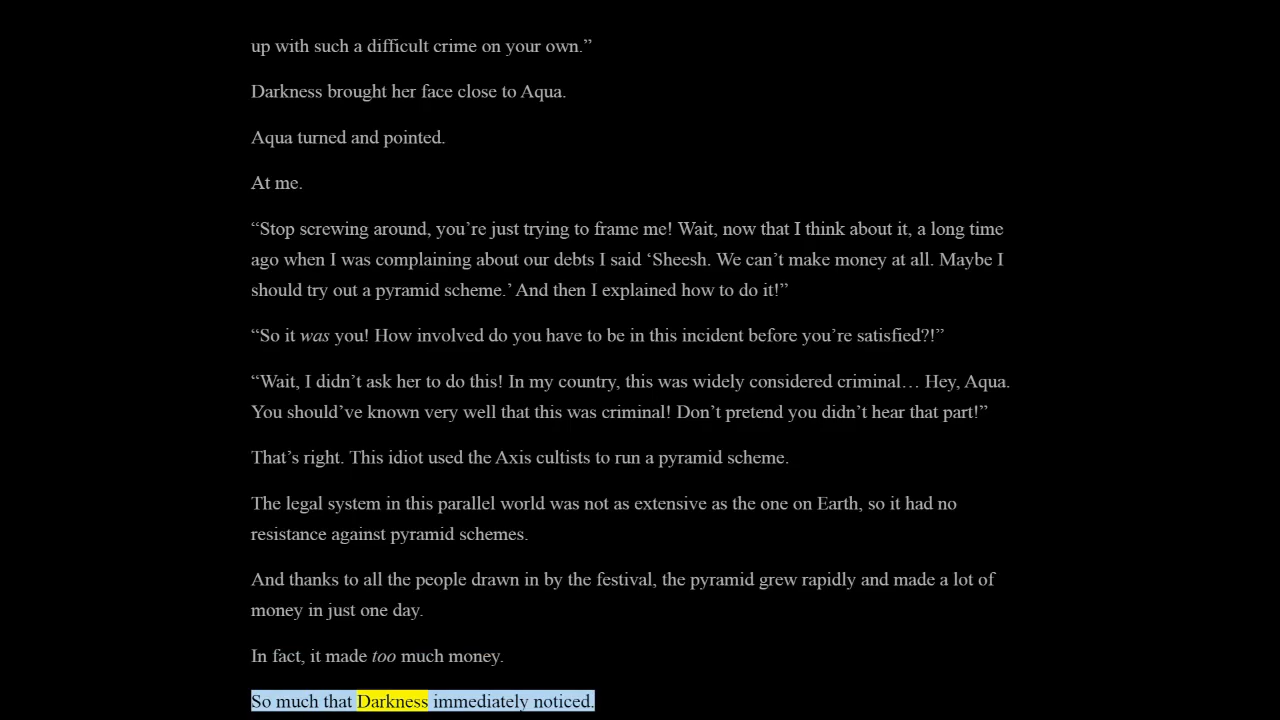 up with such a difficult crime on your own.”
Darkness brought her face close to Aqua.
Aqua turned and pointed.
At me.
“Stop screwing around, you’re just trying to frame me! Wait, now that I think about it, a long time
ago when I was complaining about our debts I said ‘Sheesh. We can’t make money at all. Maybe I
should try out a pyramid scheme.’ And then I explained how to do it!”
“So it was you! How involved do you have to be in this incident before you’re satisfied?!”
“Wait, I didn’t ask her to do this! In my country, this was widely considered criminal… Hey, Aqua.
You should’ve known very well that this was criminal! Don’t pretend you didn’t hear that part!”
That’s right. This idiot used the Axis cultists to run a pyramid scheme.
The legal system in this parallel world was not as extensive as the one on Earth, so it had no
resistance against pyramid schemes.
And thanks to all the people drawn in by the festival, the pyramid grew rapidly and made a lot of
money in just one day.
In fact, it made too much money.
So much that Darkness immediately noticed.